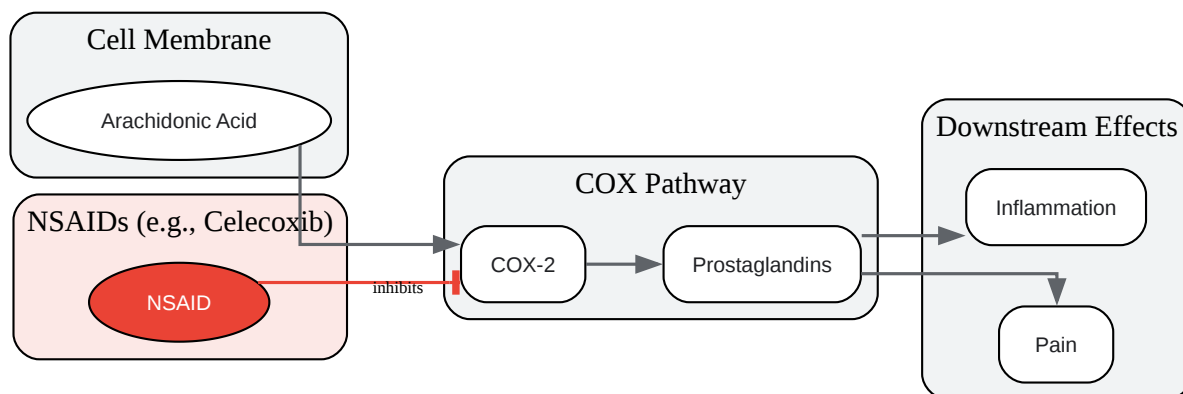 Cell Membrane
Arachidonic Acid
NSAIDs (e.g., Celecoxib)
NSAID
inhibits
COX Pathway
COX-2
Prostaglandins
Downstream Effects
Inflammation
Pain